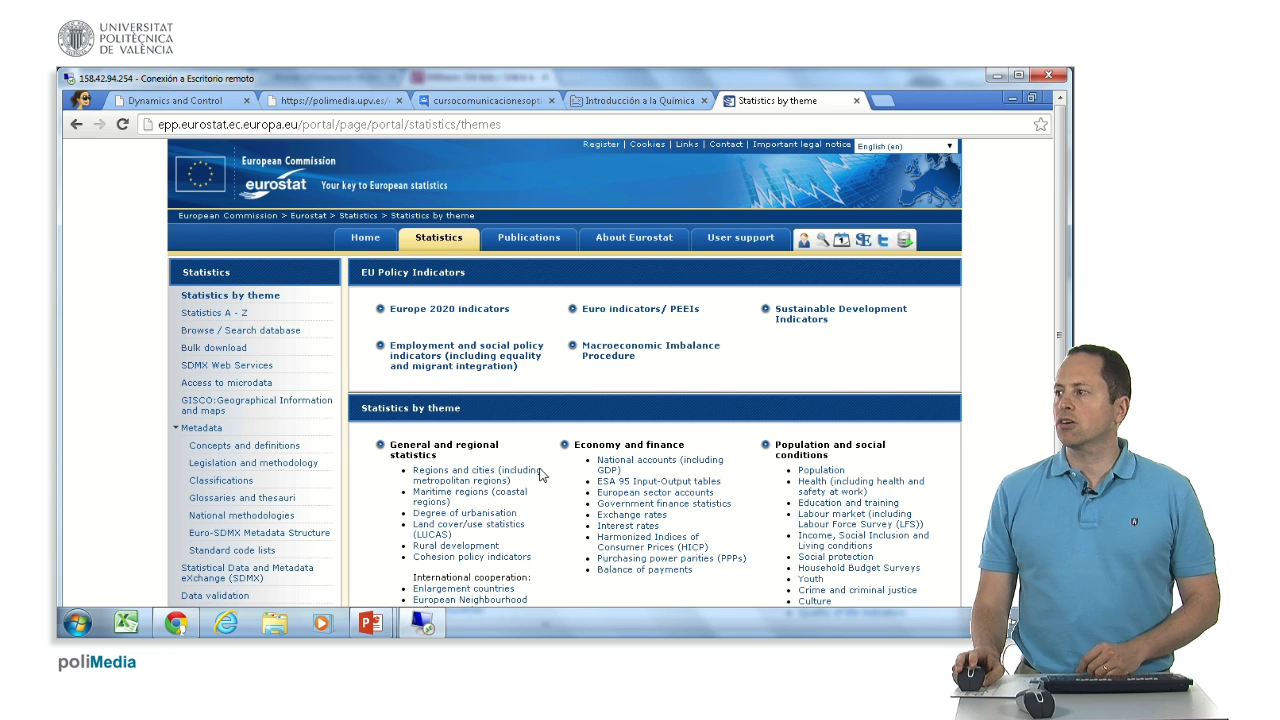 UNIVERSITAT
POLITÈCNICA
DE VALÈNCIA
158.42.94.254 - Conexión a Escritorio remoto
Dynamics and Control
https://polimedia.upv.es/
cursocomunicacionesopti
Introducción a la Química
Statistics by theme
epp.eurostat.ec.europa.eu/portal/page/portal/statistics/themes
Register | Cookies | Links | Contact | Important legal notice
English (en)
European Commission
eurostat
Your key to European statistics
European Commission > Eurostat > Statistics > Statistics by theme
Home
Statistics
Publications
About Eurostat
User support
Statistics
Statistics by theme
Statistics A - Z
Browse / Search database
Bulk download
SDMX Web Services
Access to microdata
GISCO:Geographical Information
and maps
Metadata
Concepts and definitions
Legislation and methodology
Classifications
Glossaries and thesauri
National methodologies
Euro-SDMX Metadata Structure
Standard code lists
Statistical Data and Metadata
eXchange (SDMX)
Data validation
EU Policy Indicators
Europe 2020 indicators
Euro indicators/ PEEIs
Sustainable Development
Indicators
Employment and social policy
indicators (including equality
and migrant integration)
Macroeconomic Imbalance
Procedure
Statistics by theme
General and regional
statistics
Regions and cities (including
metropolitan regions)
Maritime regions (coastal
regions)
Degree of urbanisation
Land cover/use statistics
(LUCAS)
Rural development
Cohesion policy indicators
International cooperation:
Enlargement countries
European Neighbourhood
Economy and finance
National accounts (including
GDP)
ESA 95 Input-Output tables
European sector accounts
Government finance statistics
Exchange rates
Interest rates
Harmonized Indices of
Consumer Prices (HICP)
Purchasing power parities (PPPs)
Balance of payments
Population and social
conditions
Population
Health (including health and
safety at work)
Education and training
Labour market (including
Labour Force Survey (LFS))
Income, Social Inclusion and
Living conditions
Social protection
Household Budget Surveys
Youth
Crime and criminal justice
Culture
poliMedia